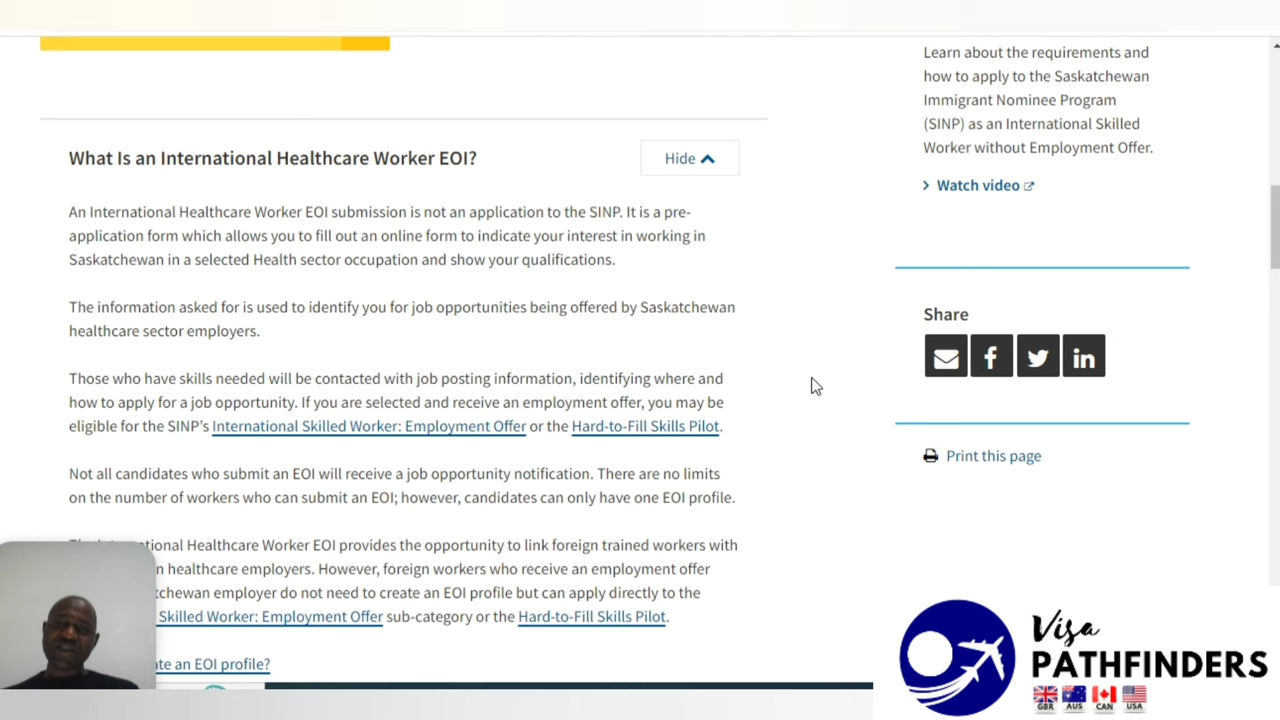 What Is an International Healthcare Worker EOI?
Hide
An International Healthcare Worker EOI submission is not an application to the SINP. It is a pre-
application form which allows you to fill out an online form to indicate your interest in working in
Saskatchewan in a selected Health sector occupation and show your qualifications.
The information asked for is used to identify you for job opportunities being offered by Saskatchewan
healthcare sector employers.
Those who have skills needed will be contacted with job posting information, identifying where and
how to apply for a job opportunity. If you are selected and receive an employment offer, you may be
eligible for the SINP's International Skilled Worker: Employment Offer or the Hard-to-Fill Skills Pilot.
Not all candidates who submit an EOI will receive a job opportunity notification. There are no limits
on the number of workers who can submit an EOI; however, candidates can only have one EOI profile.
Healthcare Worker EOI provides the opportunity to link foreign trained workers with
healthcare employers. However, foreign workers who receive an employment offer
employer do not need to create an EOI profile but can apply directly to the
Skilled Worker: Employment Offer sub-category or the Hard-to-Fill Skills Pilot.
an EOI profile?
Learn about the requirements and
how to apply to the Saskatchewan
Immigrant Nominee Program
(SINP) as an International Skilled
Worker without Employment Offer.
Watch video
Share
Print this page
Visa
PATHFINDERS
GBR AUS CAN USA